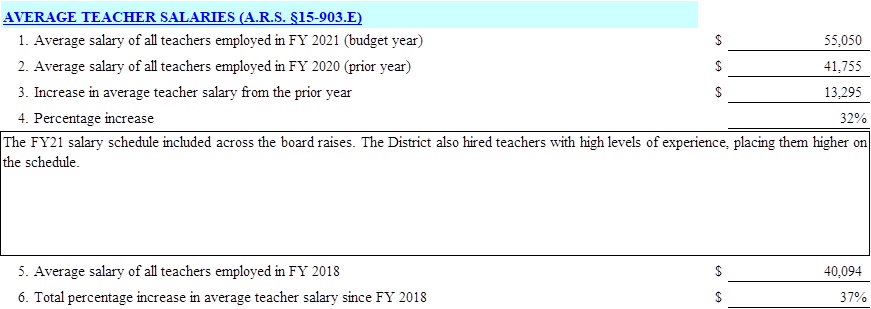 AVERAGE TEACHER SALARIES (A.R.S. §15-903.E)
1. Average salary of all teachers employed in FY 2021 (budget year) $ 55,050
2. Average salary of all teachers employed in FY 2020 (prior year) $ 41,755
3. Increase in average teacher salary from the prior year $ 13,295
4. Percentage increase 32%
The FY21 salary schedule included across the board raises. The District also hired teachers with high levels of experience, placing them higher on
the schedule.
5. Average salary of all teachers employed in FY 2018 $ 40,094
6. Total percentage increase in average teacher salary since FY 2018 $ 37%